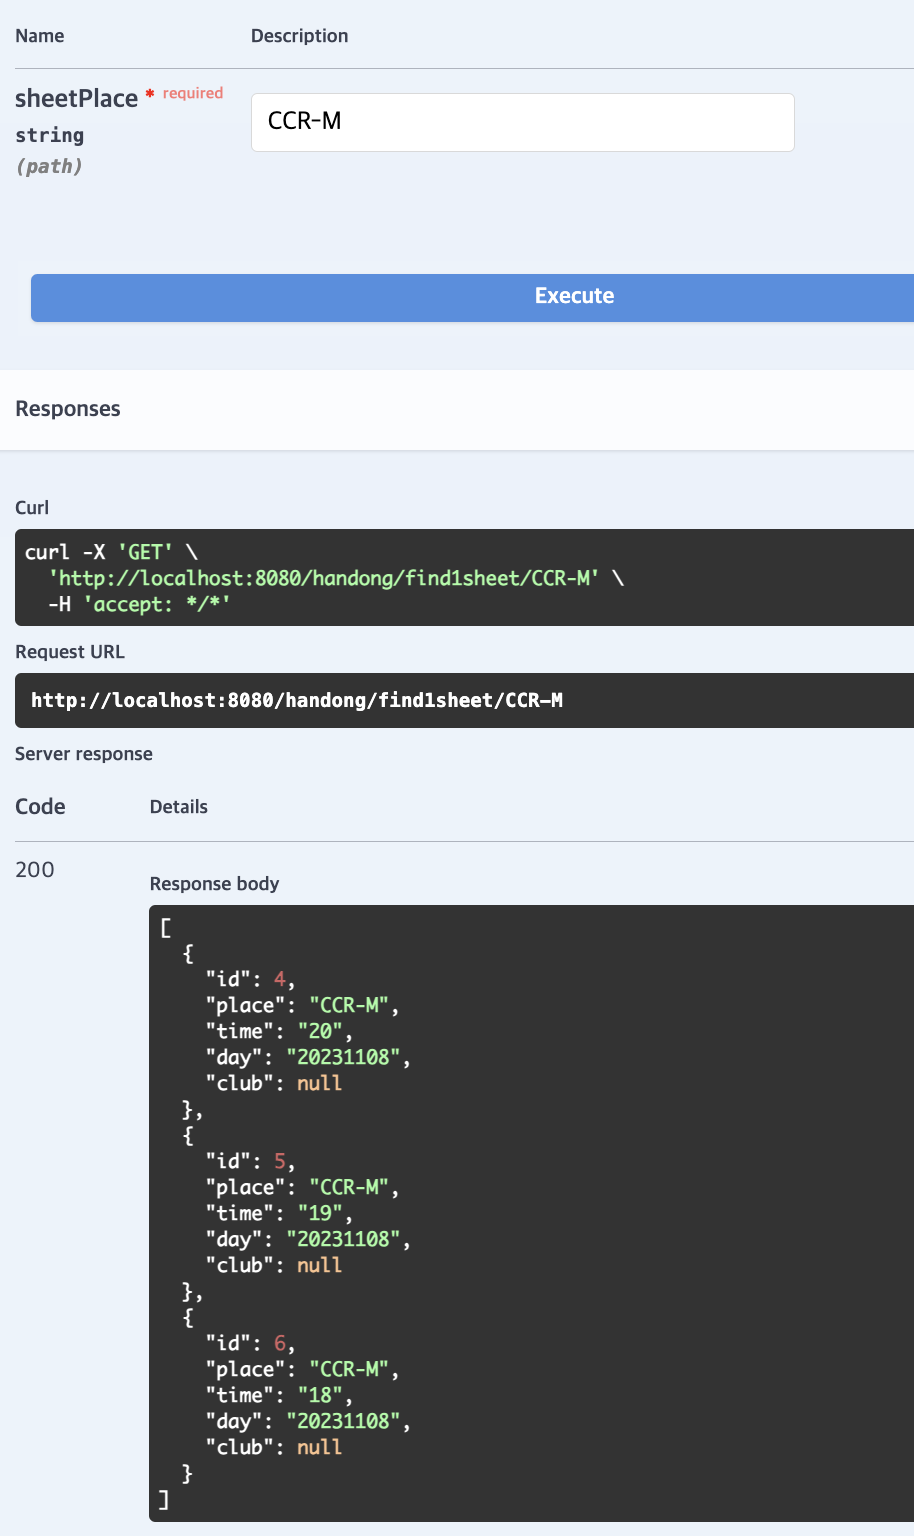 Name Description
sheetPlace * required
CCR-M
string
(path)
Execute
Responses
Curl
curl -X 'GET' \
  'http://localhost:8080/handong/find1sheet/CCR-M' \
  -H 'accept: */*'
Request URL
http://localhost:8080/handong/find1sheet/CCR-M
Server response
Code Details
200
Response body
[
  {
    "id": 4,
    "place": "CCR-M",
    "time": "20",
    "day": "20231108",
    "club": null
  },
  {
    "id": 5,
    "place": "CCR-M",
    "time": "19",
    "day": "20231108",
    "club": null
  },
  {
    "id": 6,
    "place": "CCR-M",
    "time": "18",
    "day": "20231108",
    "club": null
  }
]